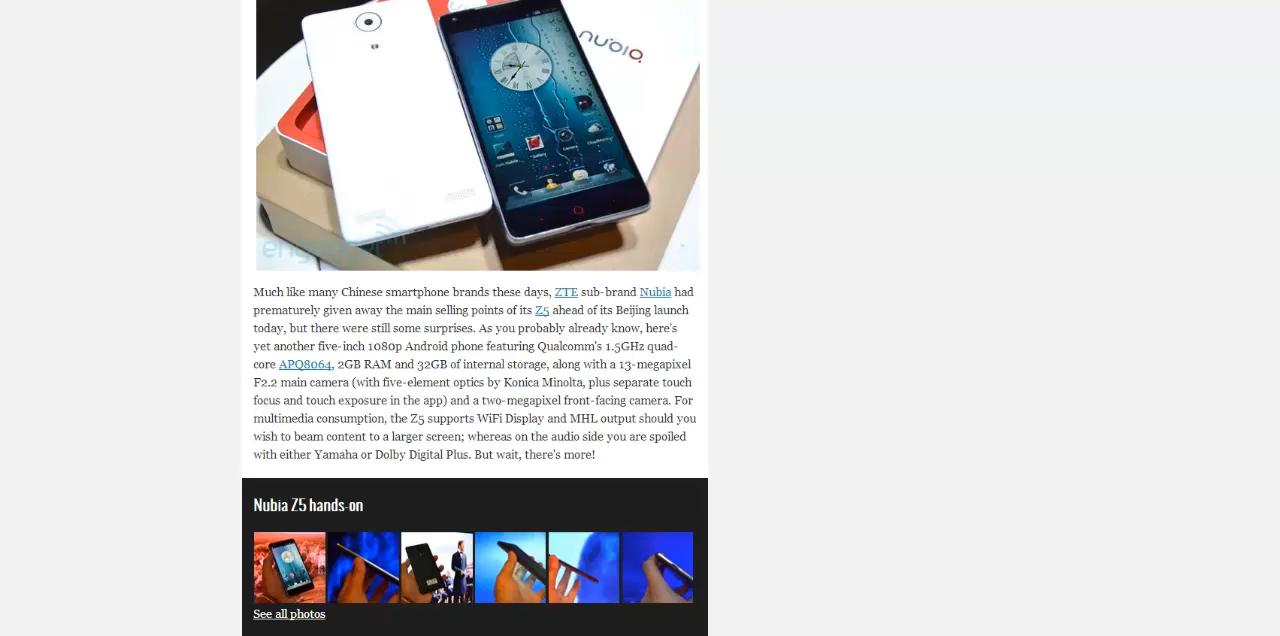 nubia
engadget
Much like many Chinese smartphone brands these days, ZTE sub-brand Nubia had
prematurely given away the main selling points of its Z5 ahead of its Beijing launch
today, but there were still some surprises. As you probably already know, here's
yet another five-inch 1080p Android phone featuring Qualcomm's 1.5GHz quad-
core APQ8064, 2GB RAM and 32GB of internal storage, along with a 13-megapixel
F2.2 main camera (with five-element optics by Konica Minolta, plus separate touch
focus and touch exposure in the app) and a two-megapixel front-facing camera. For
multimedia consumption, the Z5 supports WiFi Display and MHL output should you
wish to beam content to a larger screen; whereas on the audio side you are spoiled
with either Yamaha or Dolby Digital Plus. But wait, there's more!
Nubia Z5 hands-on
See all photos